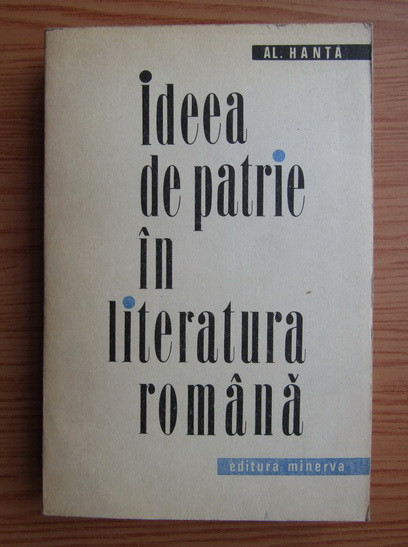 AL. HANȚĂ
ideea
de patrie
în
literatura
română
editura minerva